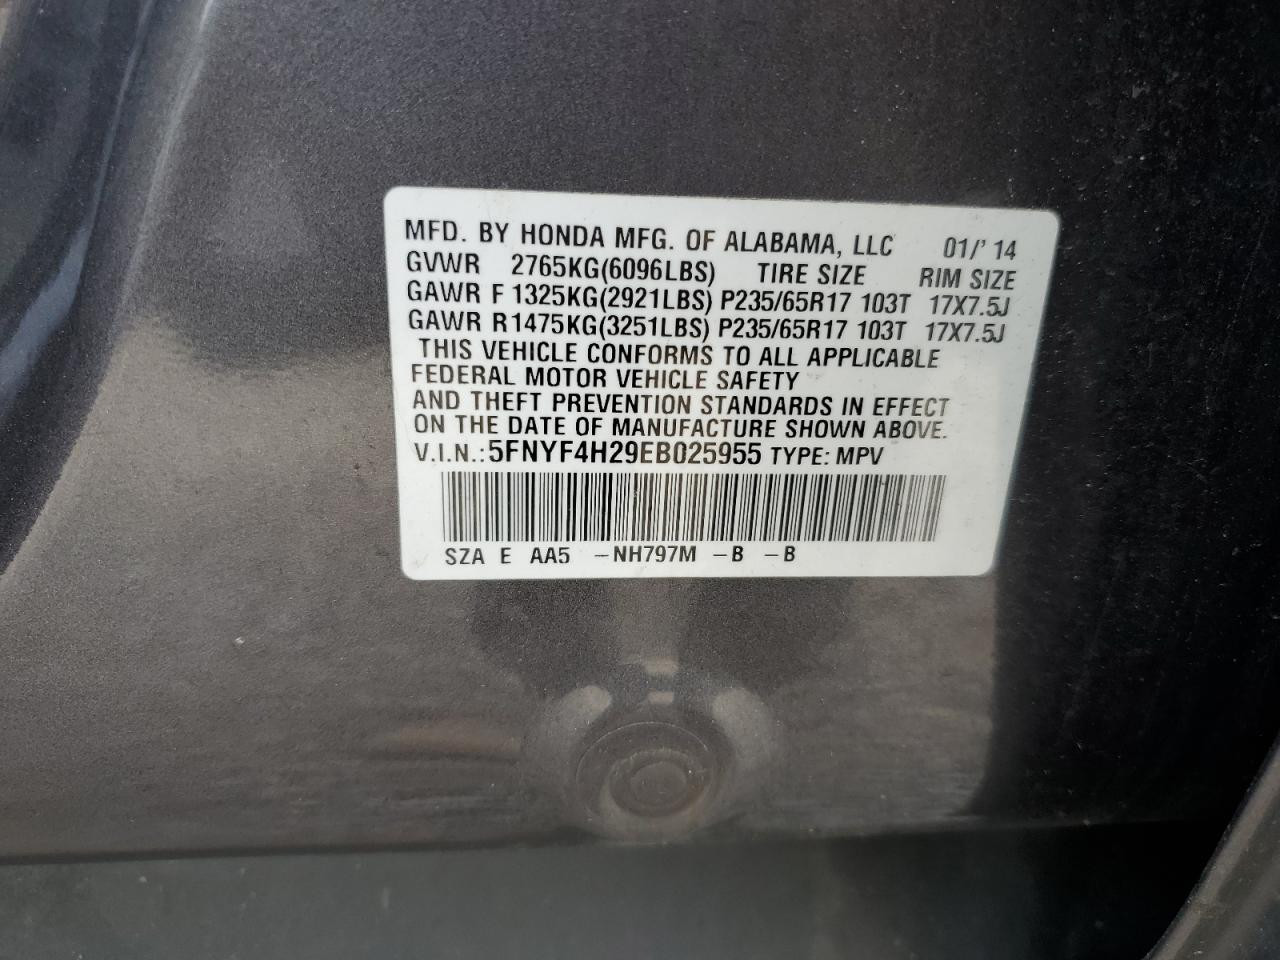 MFD. BY HONDA MFG. OF ALABAMA, LLC 01/'14
GVWR 2765KG(6096LBS) TIRE SIZE RIM SIZE
GAWR F 1325KG(2921LBS) P235/65R17 103T 17X7.5J
GAWR R 1475KG(3251LBS) P235/65R17 103T 17X7.5J
THIS VEHICLE CONFORMS TO ALL APPLICABLE
FEDERAL MOTOR VEHICLE SAFETY
AND THEFT PREVENTION STANDARDS IN EFFECT
ON THE DATE OF MANUFACTURE SHOWN ABOVE.
V.I.N.: 5FNYF4H29EB025955 TYPE: MPV
SZA E AA5 -NH797M -B -B